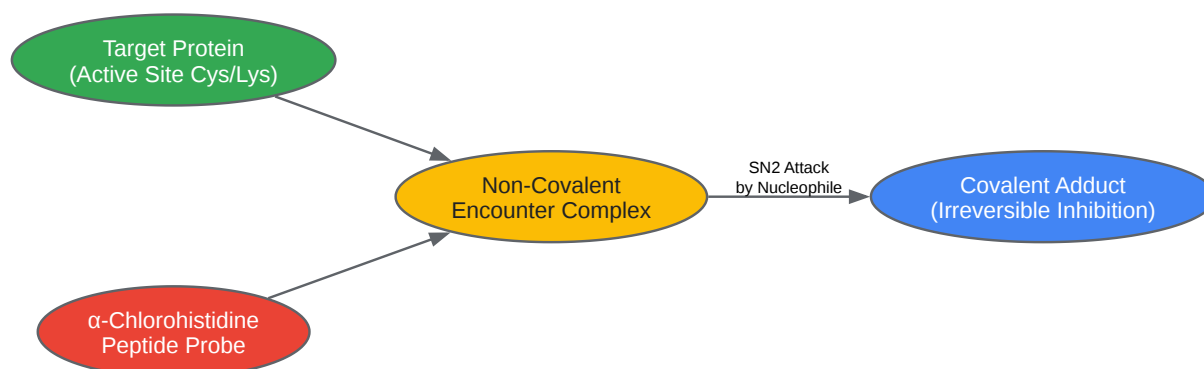 Target Protein
(Active Site Cys/Lys)
Non-Covalent
Encounter Complex
SN2 Attack
by Nucleophile
Covalent Adduct
(Irreversible Inhibition)
α-Chlorohistidine
Peptide Probe